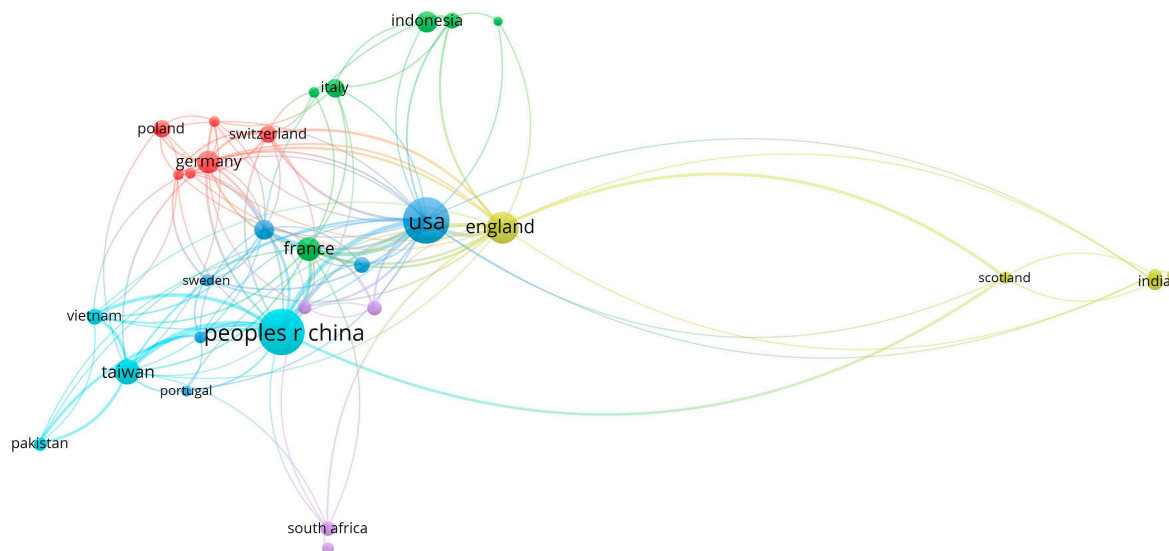 indonesia
italy
poland
switzerland
germany
usa
england
france
scotland
india
sweden
vietnam
peoples r china
taiwan
portugal
pakistan
south africa